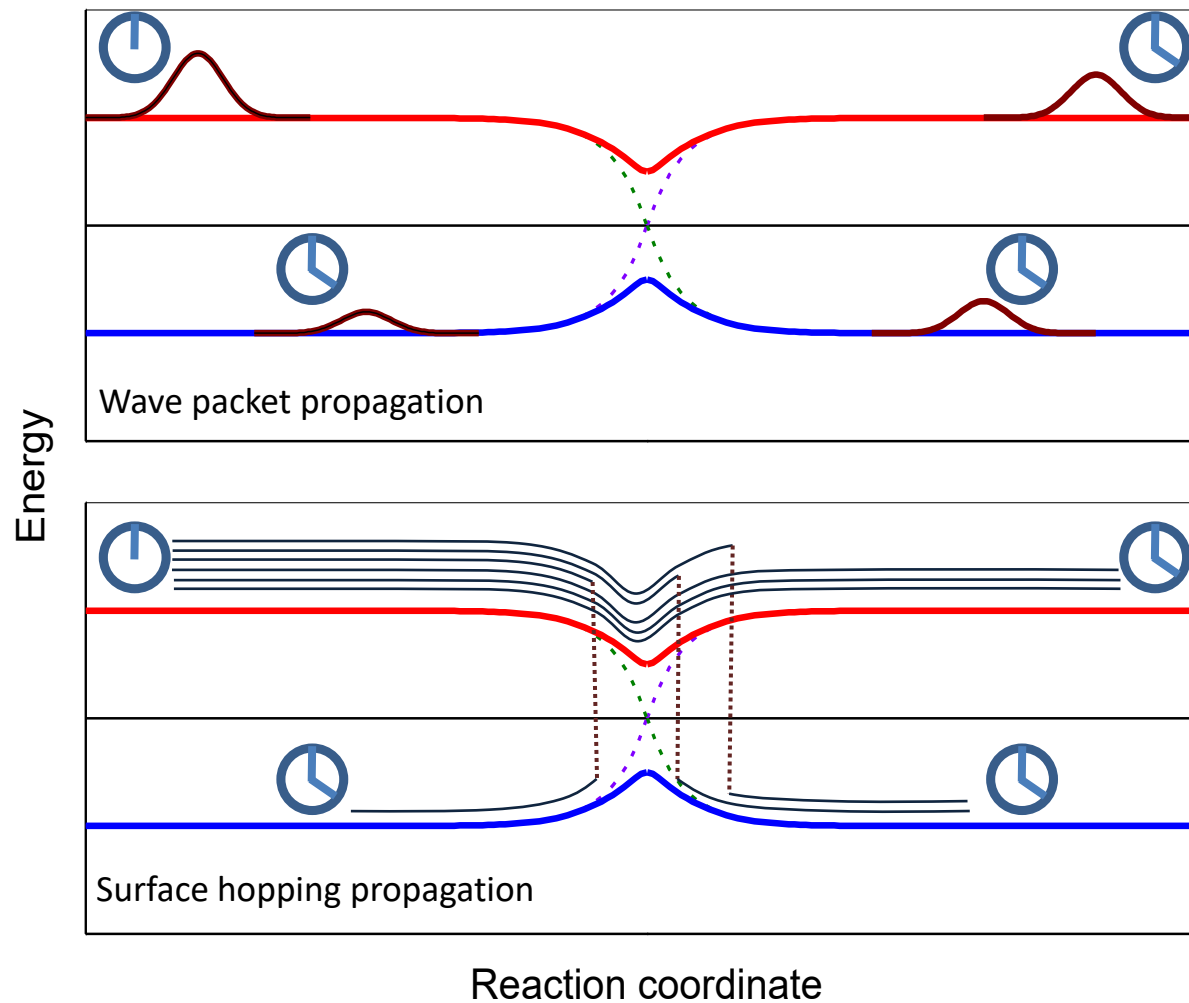 Wave packet propagation
Energy
Surface hopping propagation
Reaction coordinate